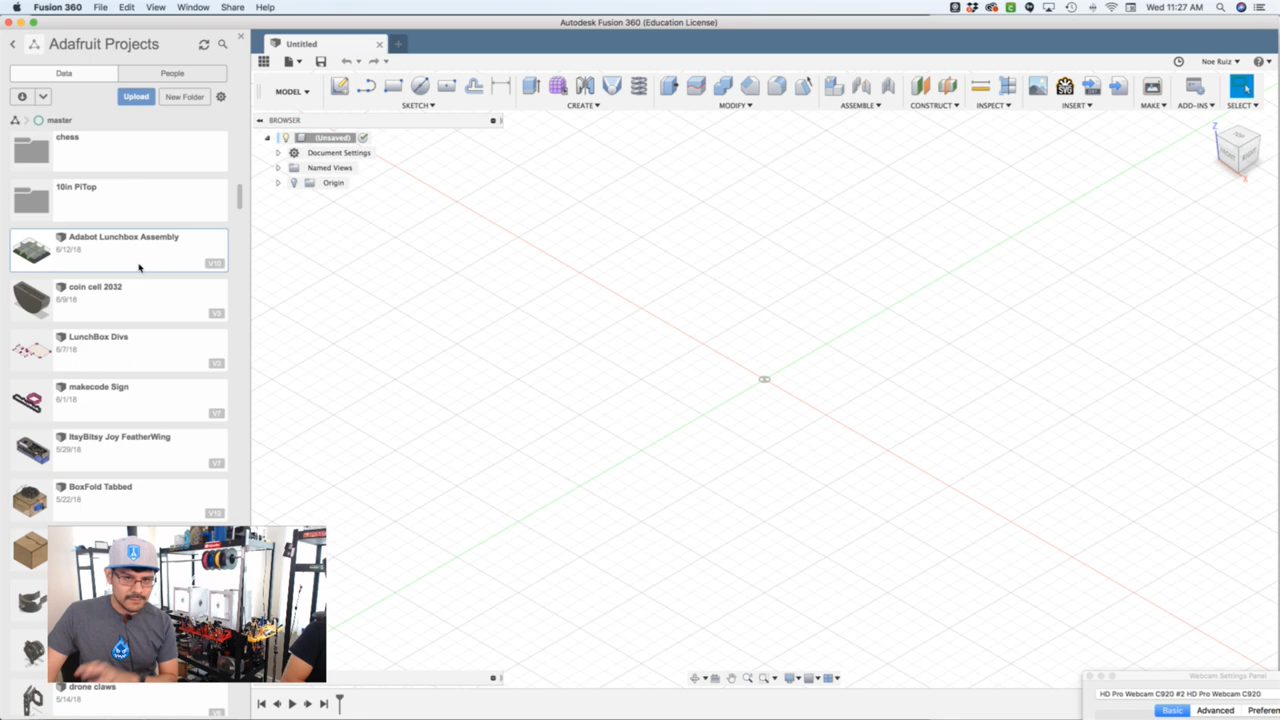 Fusion 360 File Edit View Window Share Help
Wed 11:27 AM
Autodesk Fusion 360 (Education License)
Adafruit Projects
Data People
Upload New Folder
master
chess
10in PiTop
Adabot Lunchbox Assembly
6/12/18
V10
coin cell 2032
6/9/18
V3
LunchBox Divs
6/7/18
V3
makecode Sign
6/1/18
V7
ItsyBitsy Joy FeatherWing
5/29/18
V7
BoxFold Tabbed
5/22/18
V10
drone claws
5/14/18
Untitled
Noe Ruiz
MODEL
SKETCH CREATE MODIFY ASSEMBLE CONSTRUCT INSPECT INSERT MAKE ADD-INS SELECT
BROWSER
(Unsaved)
Document Settings
Named Views
Origin
Z
TOP
FRONT RIGHT
X
Webcam Settings Panel
HD Pro Webcam C920 #2 HD Pro Webcam C920
Basic Advanced Preferen